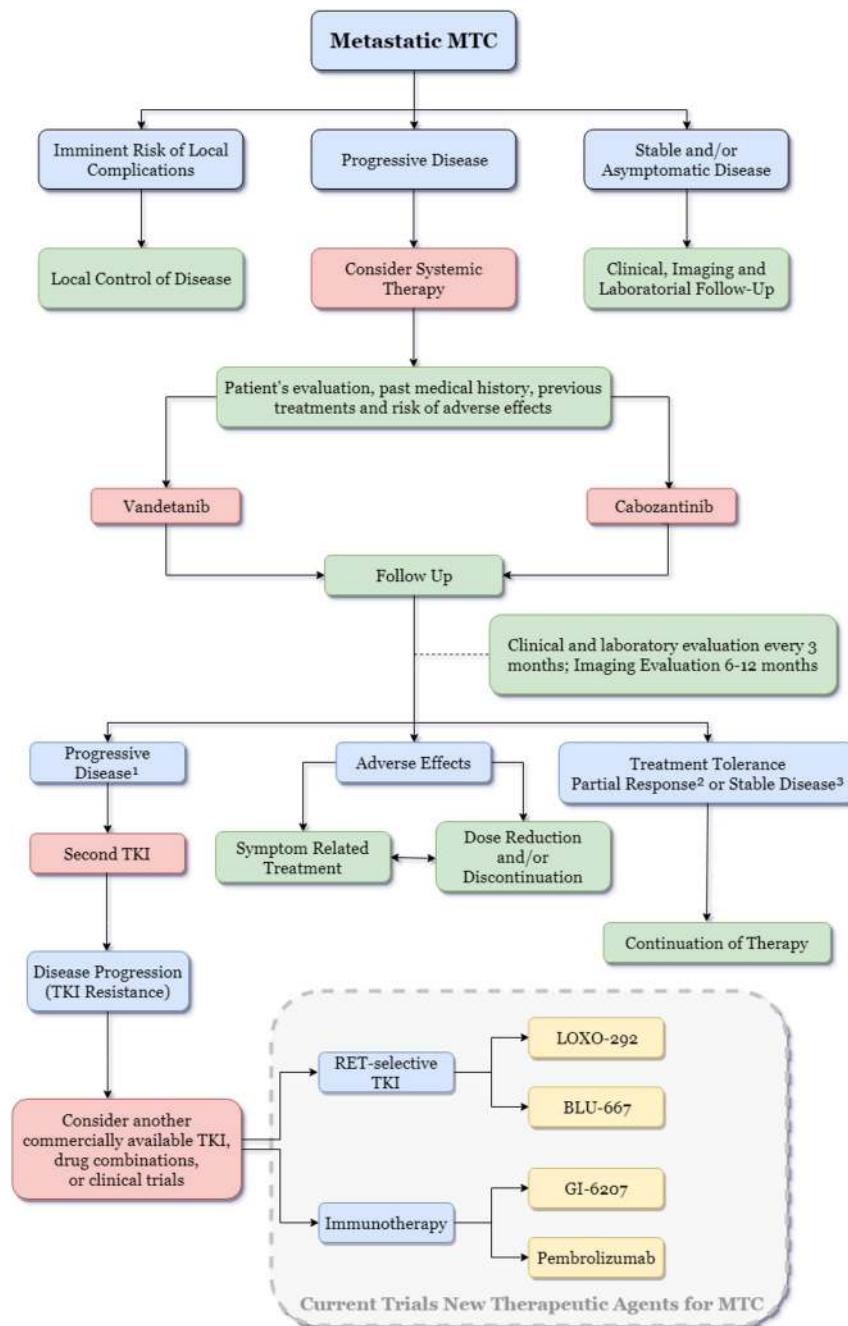 Metastatic MTC
Imminent Risk of Local
Complications
Progressive Disease
Stable and/or
Asymptomatic Disease
Local Control of Disease
Consider Systemic
Therapy
Clinical, Imaging and
Laboratorial Follow-Up
Patient's evaluation, past medical history, previous
treatments and risk of adverse effects
Vandetanib
Cabozantinib
Follow Up
Clinical and laboratory evaluation every 3
months; Imaging Evaluation 6-12 months
Progressive
Disease¹
Adverse Effects
Treatment Tolerance
Partial Response² or Stable Disease³
Second TKI
Symptom Related
Treatment
Dose Reduction
and/or
Discontinuation
Continuation of Therapy
Disease Progression
(TKI Resistance)
Consider another
commercially available TKI,
drug combinations,
or clinical trials
RET-selective
TKI
LOXO-292
BLU-667
Immunotherapy
GI-6207
Pembrolizumab
Current Trials New Therapeutic Agents for MTC